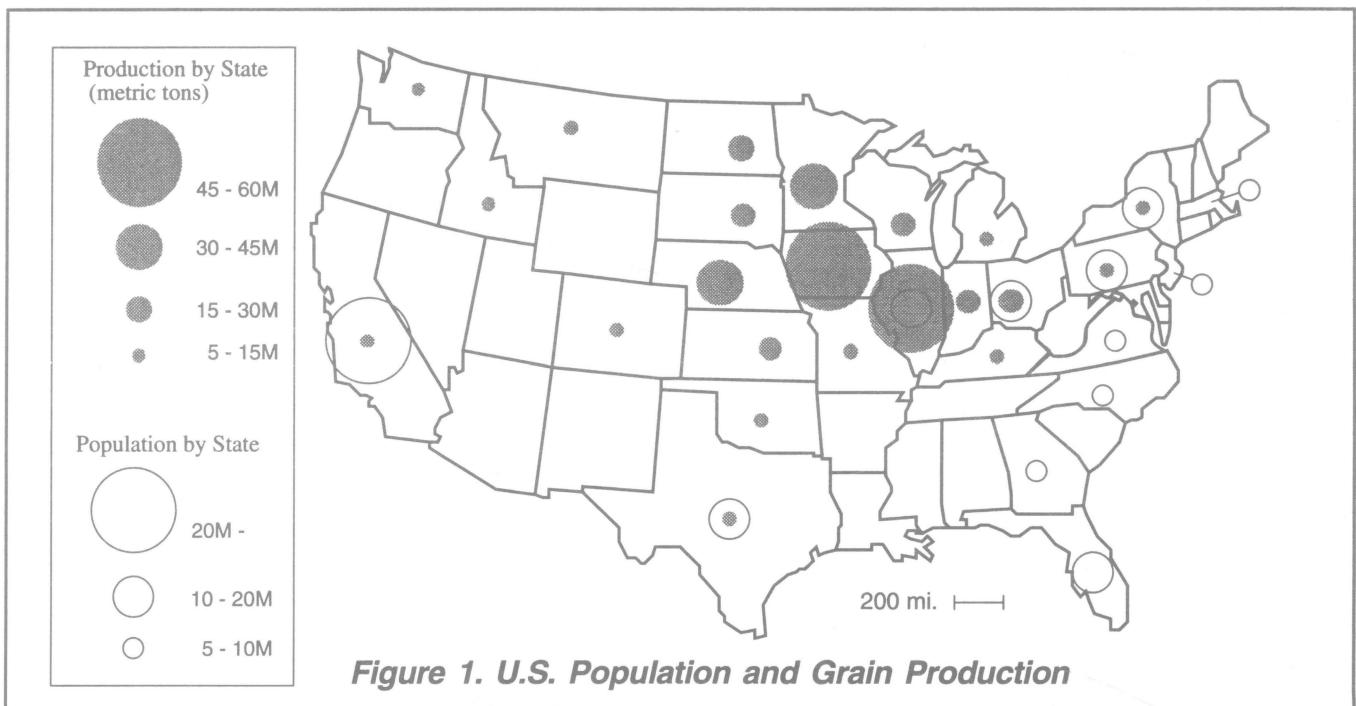 Production by State
(metric tons)
45 - 60M
30 - 45M
15 - 30M
5 - 15M
Population by State
20M -
10 - 20M
5 - 10M
200 mi.
Figure 1. U.S. Population and Grain Production